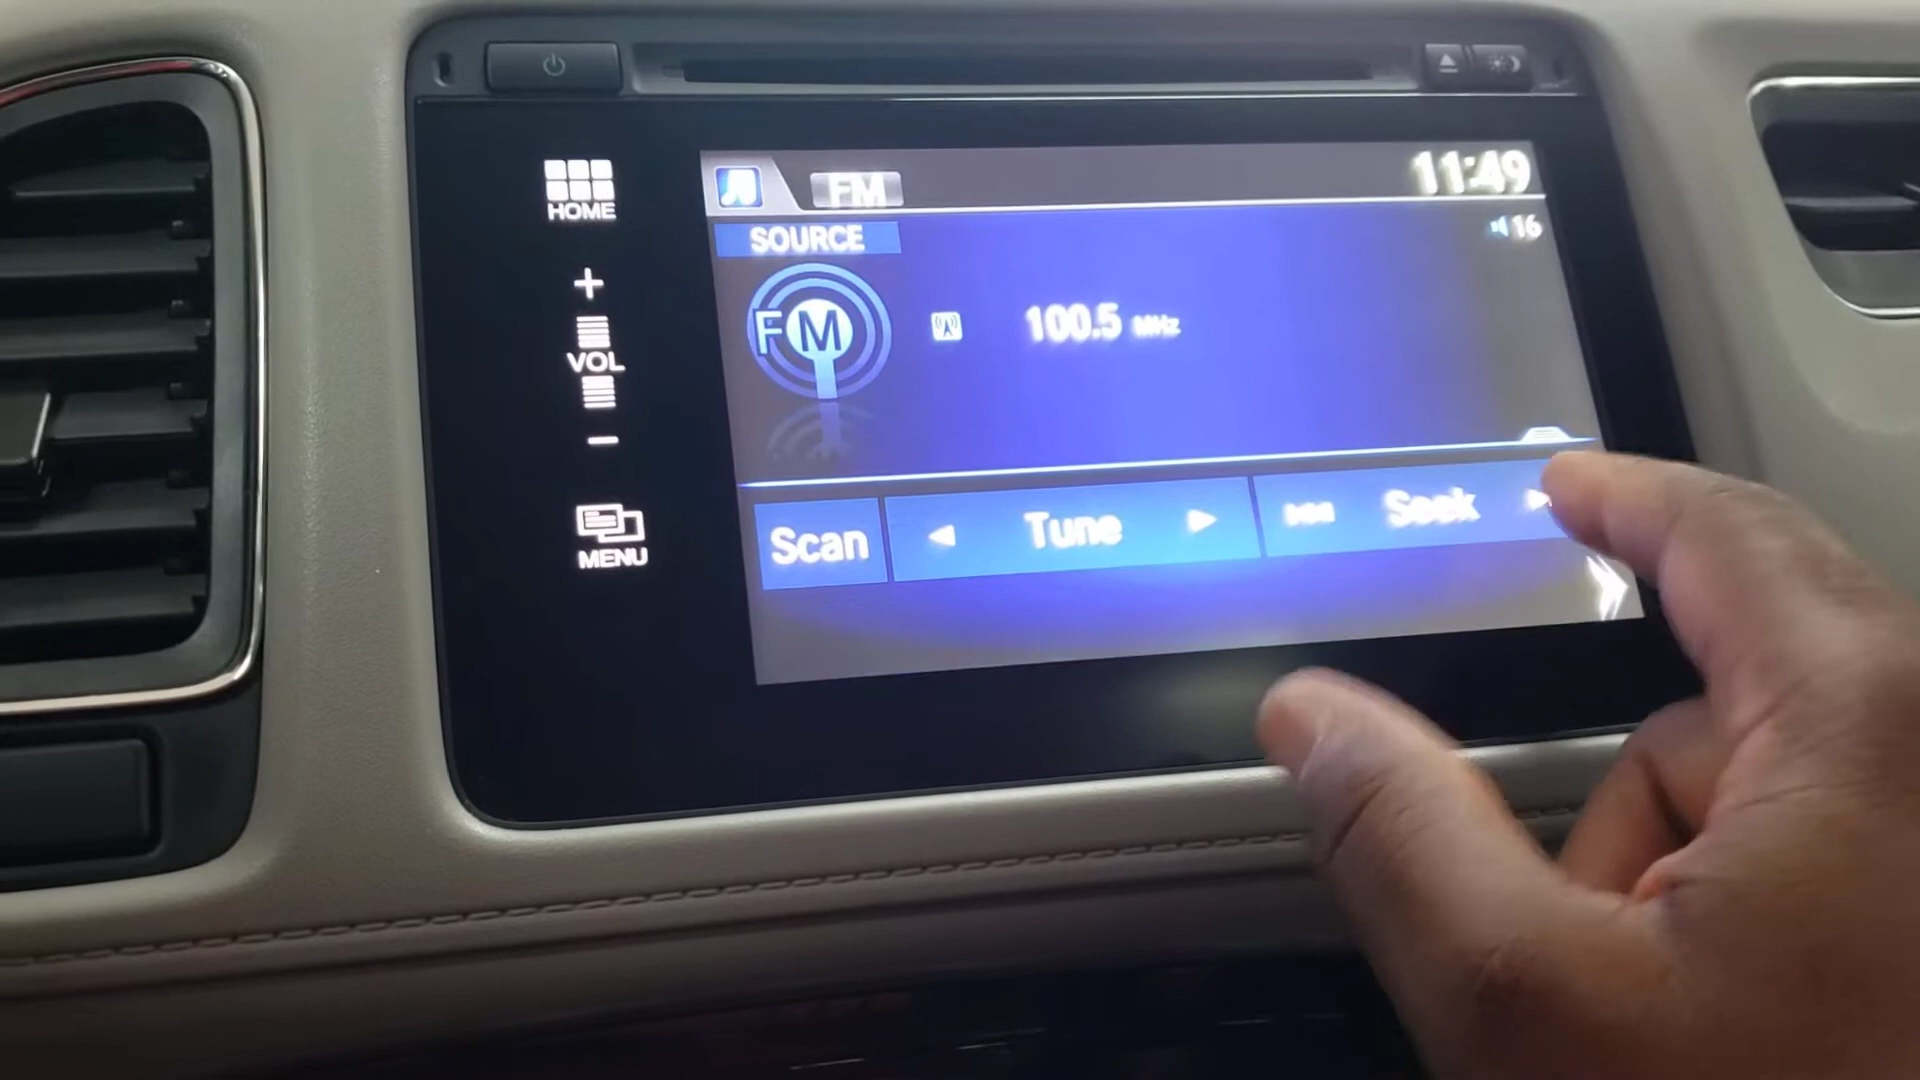 HOME
VOL
MENU
FM 11:49
SOURCE 16
FM
100.5 MHz
Scan Tune Seek